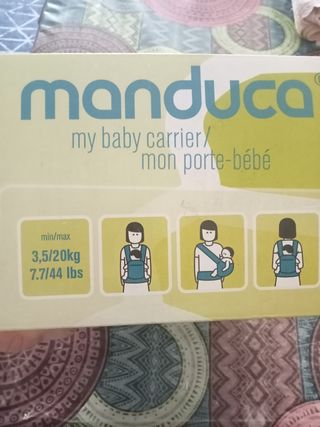 manduca
my baby carrier/
mon porte-bébé
min/max
3,5/20kg
7.7/44 lbs